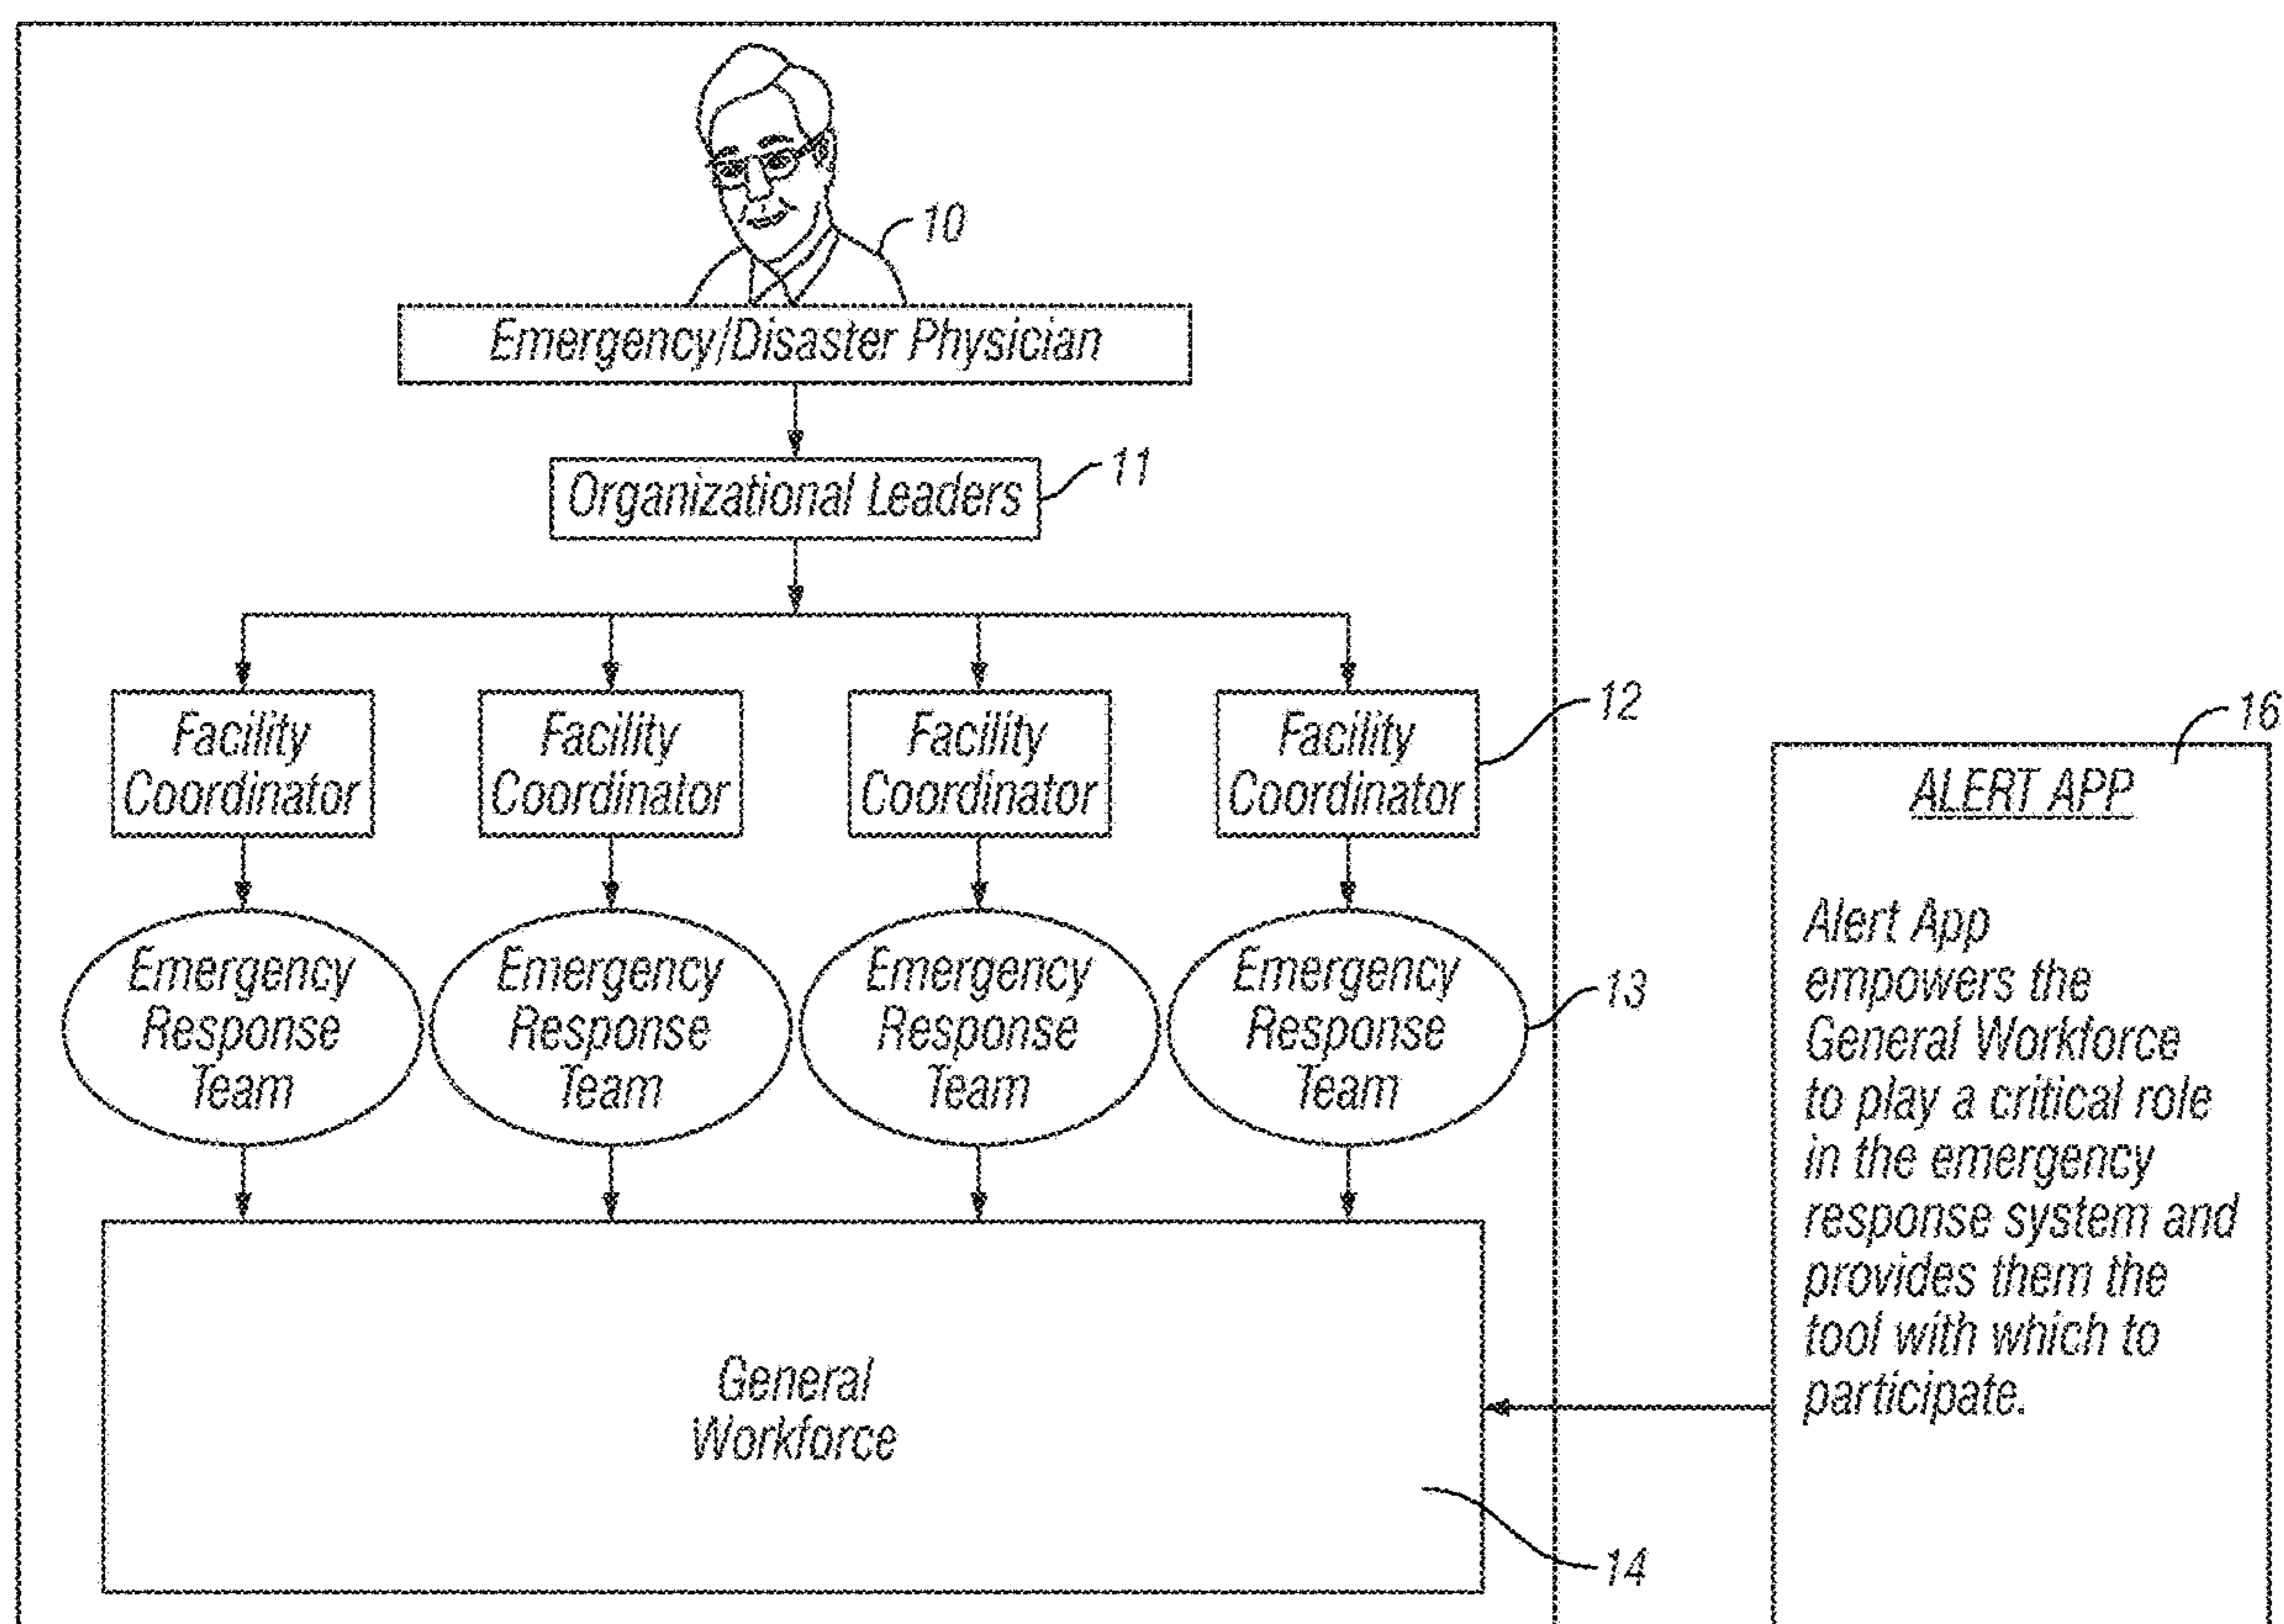 10
Emergency/Disaster Physician
Organizational Leaders
11
Facility
Coordinator
Facility
Coordinator
Facility
Coordinator
Facility
Coordinator
12
Emergency
Response
Team
Emergency
Response
Team
Emergency
Response
Team
Emergency
Response
Team
13
General
Workforce
14
16
ALERT APP
Alert App
empowers the
General Workforce
to play a critical role
in the emergency
response system and
provides them the
tool with which to
participate.